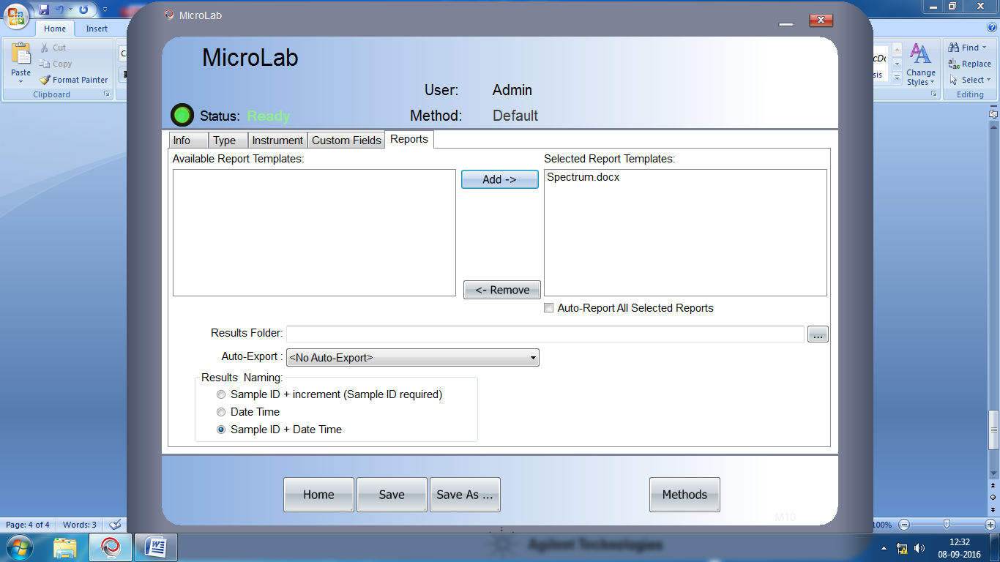 MicroLab
Home
Insert
Cut
Copy
Paste
Format Painter
Clipboard
Change
Styles
Find
Replace
Select
Editing
MicroLab
User: Admin
Status: Ready
Method: Default
Info
Type
Instrument
Custom Fields
Reports
Available Report Templates:
Selected Report Templates:
Add ->
Spectrum.docx
<- Remove
Auto-Report All Selected Reports
Results Folder:
...
Auto-Export :
<No Auto-Export>
Results Naming:
Sample ID + increment (Sample ID required)
Date Time
Sample ID + Date Time
Home
Save
Save As ...
Methods
M10
Page: 4 of 4
Words: 3
100%
Agilent Technologies
12:32
08-09-2016